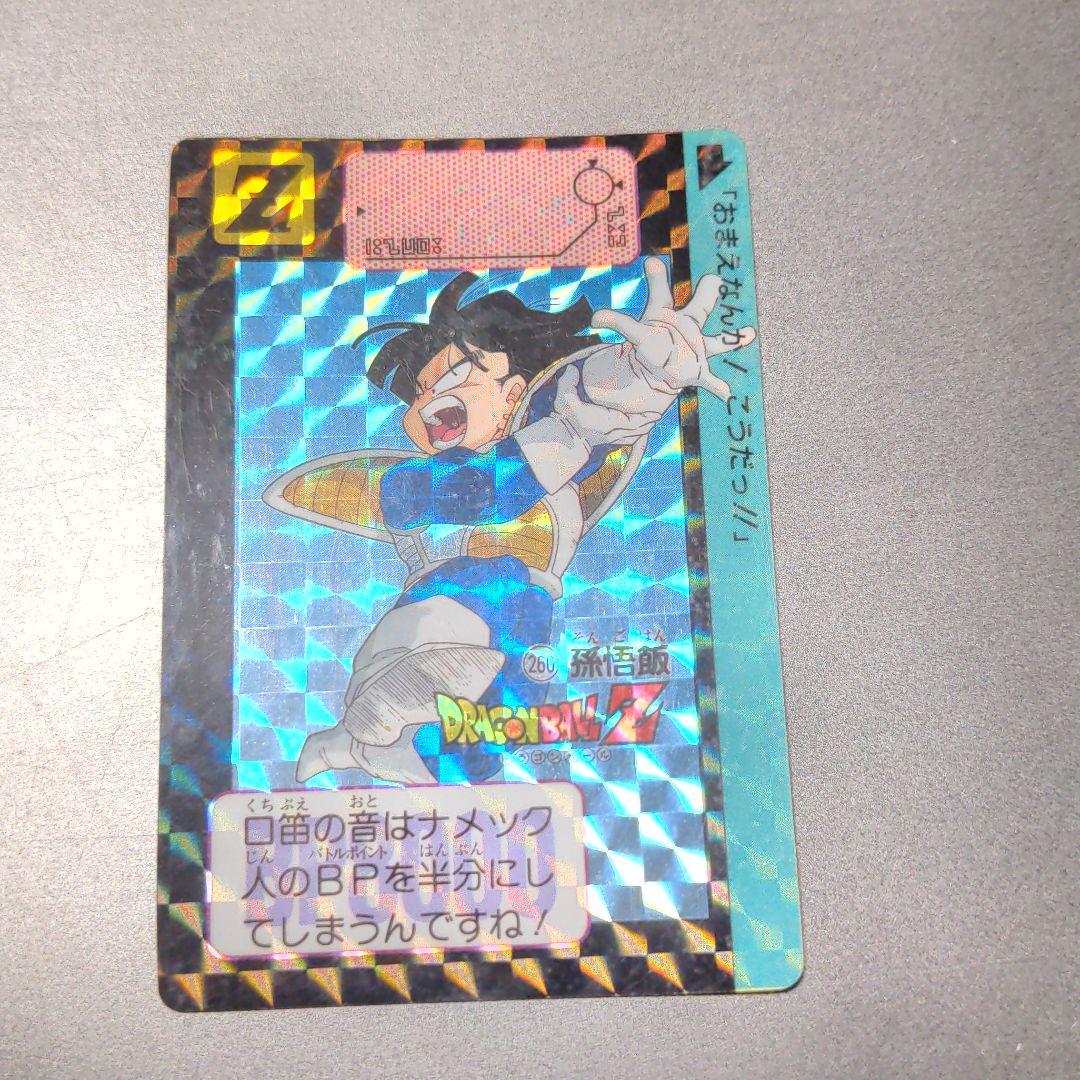 Z
「おまえなんか/こうだっ//」
そんごはん
孫悟飯
DRAGONBALL Z
くちぶえ おと
口笛の音はナメック
じん バトルポイント はんぶん
人のBPを半分にし
てしまうんですね!